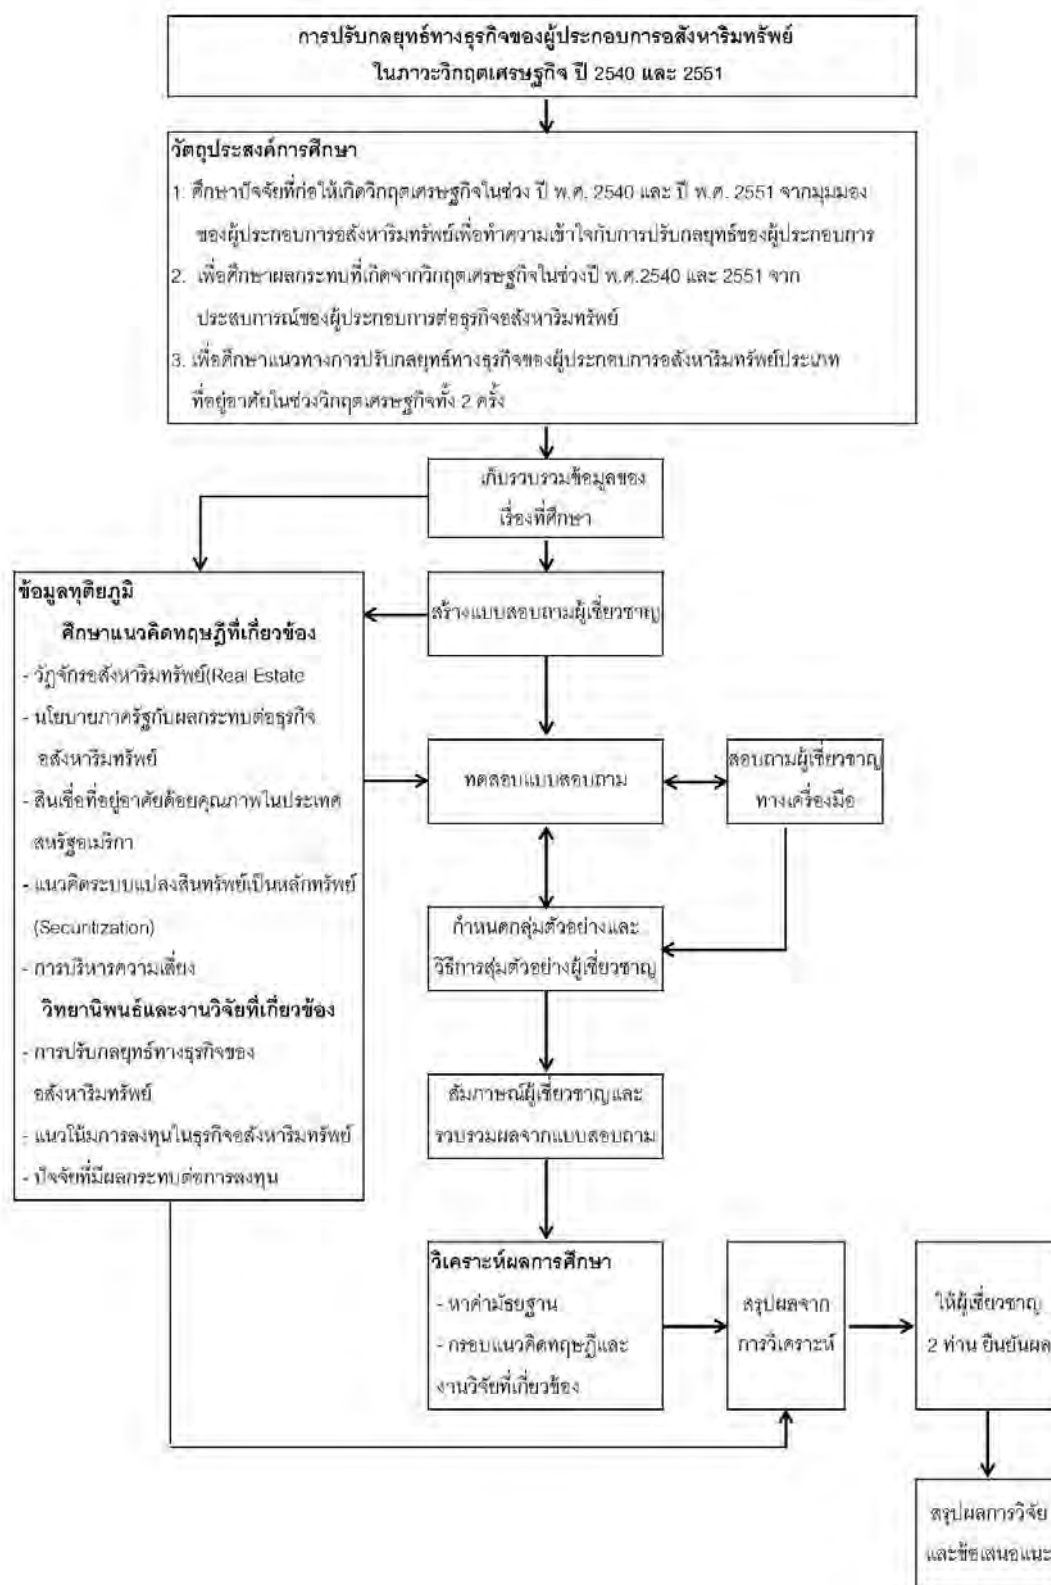 การปรับกลยุทธ์ทางธุรกิจของผู้ประกอบการอสังหาริมทรัพย์
ในภาวะวิกฤตเศรษฐกิจ ปี 2540 และ 2551
วัตถุประสงค์การศึกษา
1. ศึกษาปัจจัยที่ก่อให้เกิดวิกฤตเศรษฐกิจในช่วง ปี พ.ศ. 2540 และ ปี พ.ศ. 2551 จากมุมมอง
ของผู้ประกอบการอสังหาริมทรัพย์เพื่อทำความเข้าใจกับการปรับกลยุทธ์ของผู้ประกอบการ
2. เพื่อศึกษาผลกระทบที่เกิดจากวิกฤตเศรษฐกิจในช่วงปี พ.ศ.2540 และ 2551 จาก
ประสบการณ์ของผู้ประกอบการต่อธุรกิจอสังหาริมทรัพย์
3. เพื่อศึกษาแนวทางการปรับกลยุทธ์ทางธุรกิจของผู้ประกอบการอสังหาริมทรัพย์ประเภท
ที่อยู่อาศัยในช่วงวิกฤตเศรษฐกิจทั้ง 2 ครั้ง
เก็บรวบรวมข้อมูลของ
เรื่องที่ศึกษา
ข้อมูลทุติยภูมิ
ศึกษาแนวคิดทฤษฎีที่เกี่ยวข้อง
- วัฏจักรอสังหาริมทรัพย์(Real Estate
- นโยบายภาครัฐกับผลกระทบต่อธุรกิจ
อสังหาริมทรัพย์
- สินเชื่อที่อยู่อาศัยด้อยคุณภาพในประเทศ
สหรัฐอเมริกา
- แนวคิดระบบแปลงสินทรัพย์เป็นหลักทรัพย์
(Securitization)
- การบริหารความเสี่ยง
วิทยานิพนธ์และงานวิจัยที่เกี่ยวข้อง
- การปรับกลยุทธ์ทางธุรกิจของ
อสังหาริมทรัพย์
- แนวโน้มการลงทุนในธุรกิจอสังหาริมทรัพย์
- ปัจจัยที่มีผลกระทบต่อการลงทุน
สร้างแบบสอบถามผู้เชี่ยวชาญ
ทดสอบแบบสอบถาม
สอบถามผู้เชี่ยวชาญ
ทางเครื่องมือ
กำหนดกลุ่มตัวอย่างและ
วิธีการสุ่มตัวอย่างผู้เชี่ยวชาญ
สัมภาษณ์ผู้เชี่ยวชาญและ
รวบรวมผลจากแบบสอบถาม
วิเคราะห์ผลการศึกษา
- หาค่ามัธยฐาน
- กรอบแนวคิดทฤษฎีและ
งานวิจัยที่เกี่ยวข้อง
สรุปผลจาก
การวิเคราะห์
ให้ผู้เชี่ยวชาญ
2 ท่าน ยืนยันผล
สรุปผลการวิจัย
และข้อเสนอแนะ